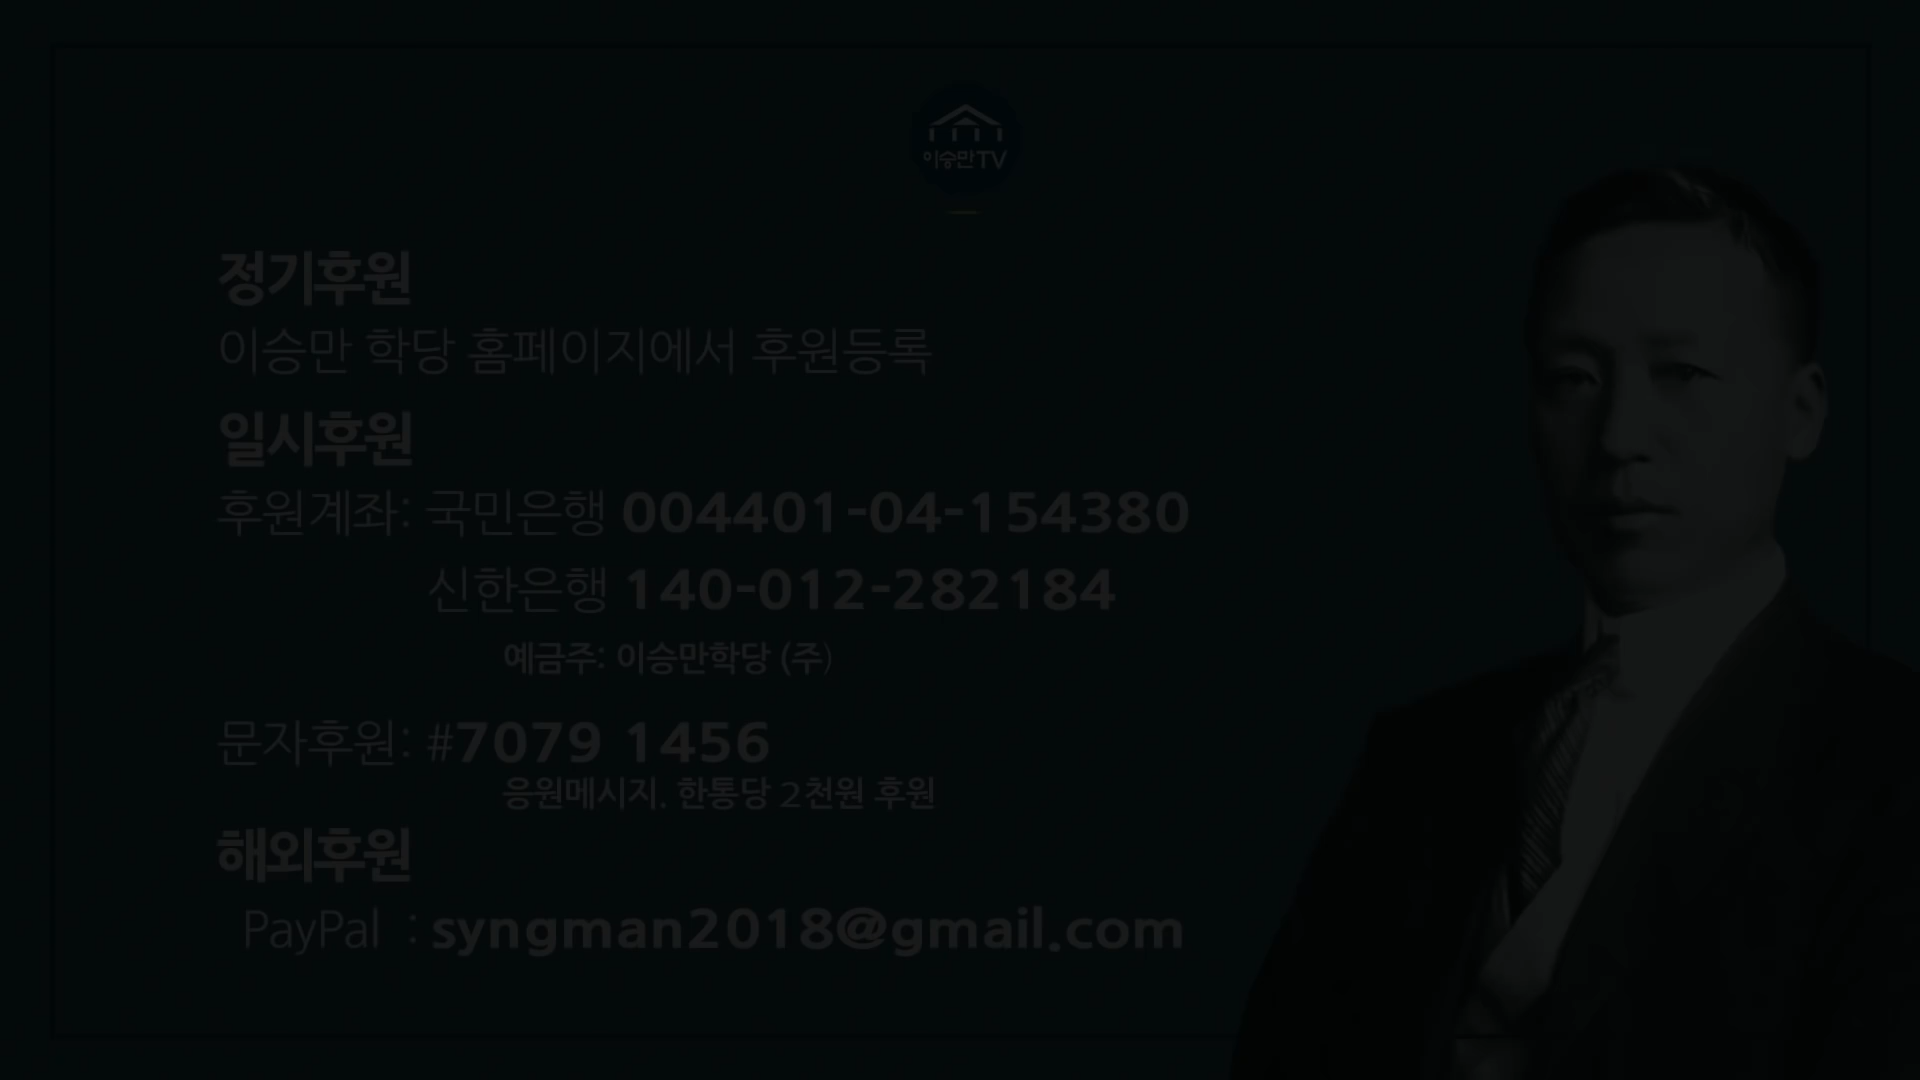 이승만TV
정기후원
이승만 학당 홈페이지에서 후원등록
일시후원
후원계좌: 국민은행 004401-04-154380
신한은행 140-012-282184
예금주: 이승만학당 (주)
문자후원: #7079 1456
응원메시지. 한통당 2천원 후원
해외후원
PayPal : syngman2018@gmail.com